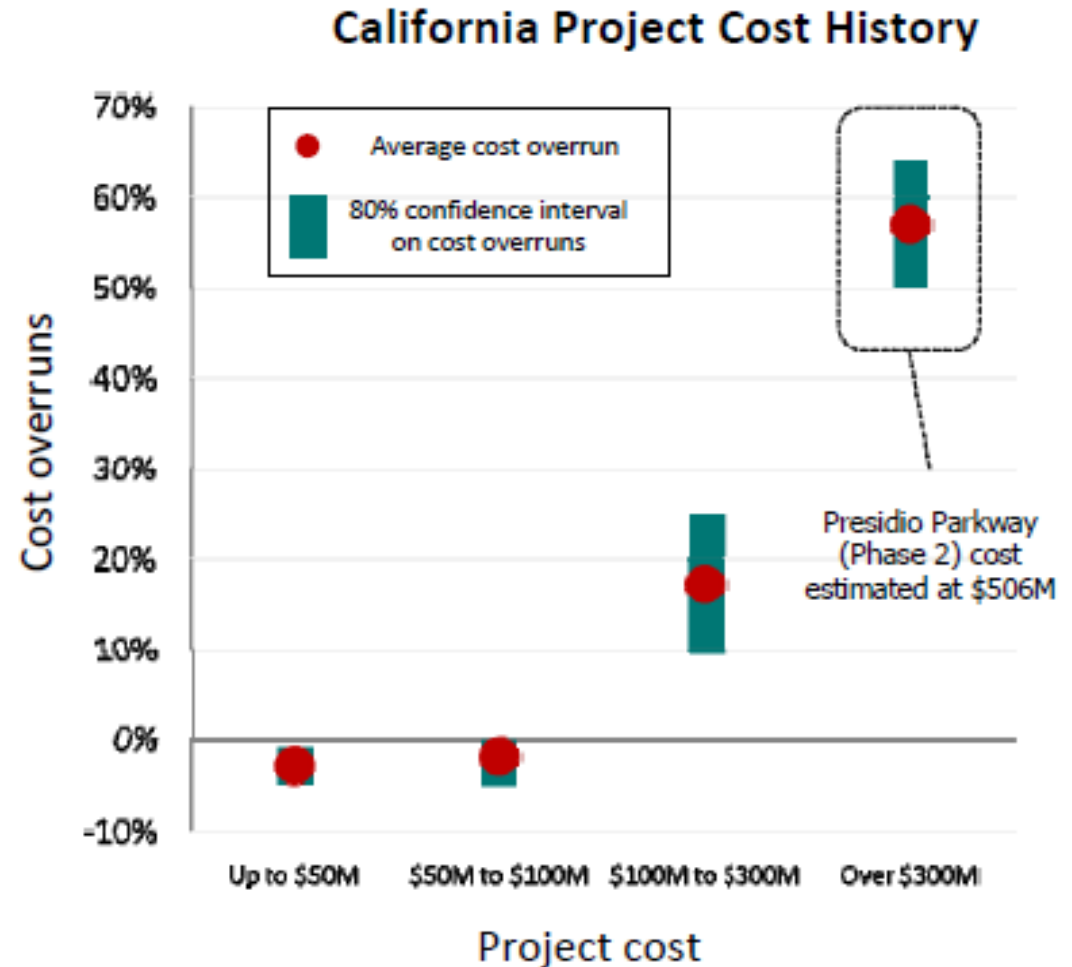 California Project Cost History
70%
60%
50%
40%
30%
20%
10%
0%
-10%
Cost overruns
Average cost overrun
80% confidence interval
on cost overruns
Presidio Parkway
(Phase 2) cost
estimated at $506M
Up to $50M
$50M to $100M
$100M to $300M
Over $300M
Project cost